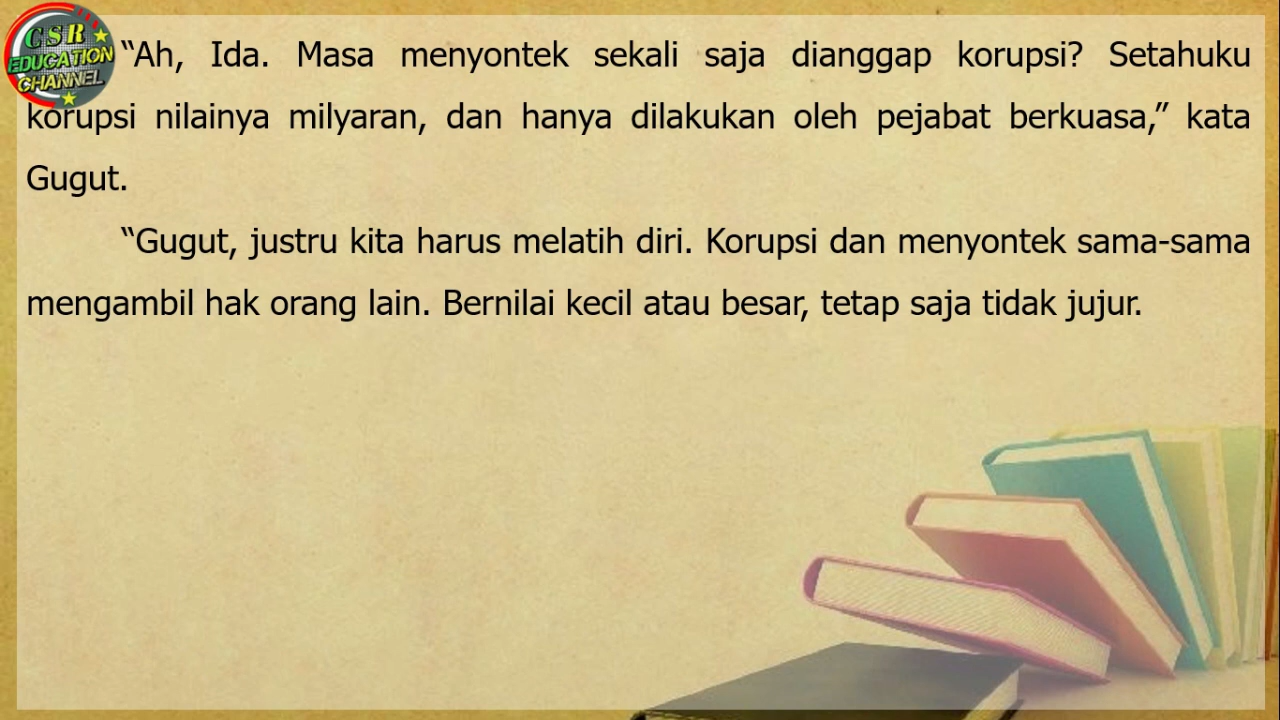 CSR
EDUCATION
CHANNEL
“Ah, Ida. Masa menyontek sekali saja dianggap korupsi? Setahuku
korupsi nilainya milyaran, dan hanya dilakukan oleh pejabat berkuasa,” kata
Gugut.
“Gugut, justru kita harus melatih diri. Korupsi dan menyontek sama-sama
mengambil hak orang lain. Bernilai kecil atau besar, tetap saja tidak jujur.